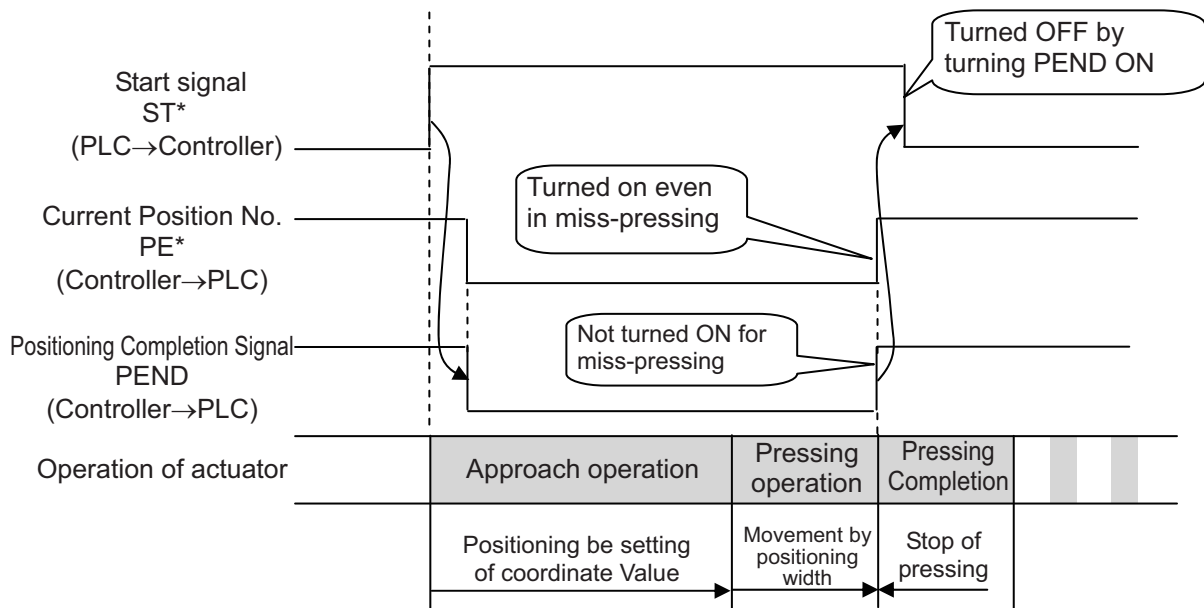 Turned OFF by
turning PEND ON
Start signal
ST*
(PLC→Controller)
Turned on even
in miss-pressing
Current Position No.
PE*
(Controller→PLC)
Not turned ON for
miss-pressing
Positioning Completion Signal
PEND
(Controller→PLC)
Operation of actuator
Approach operation
Pressing
operation
Pressing
Completion
Positioning be setting
of coordinate Value
Movement by
positioning
width
Stop of
pressing